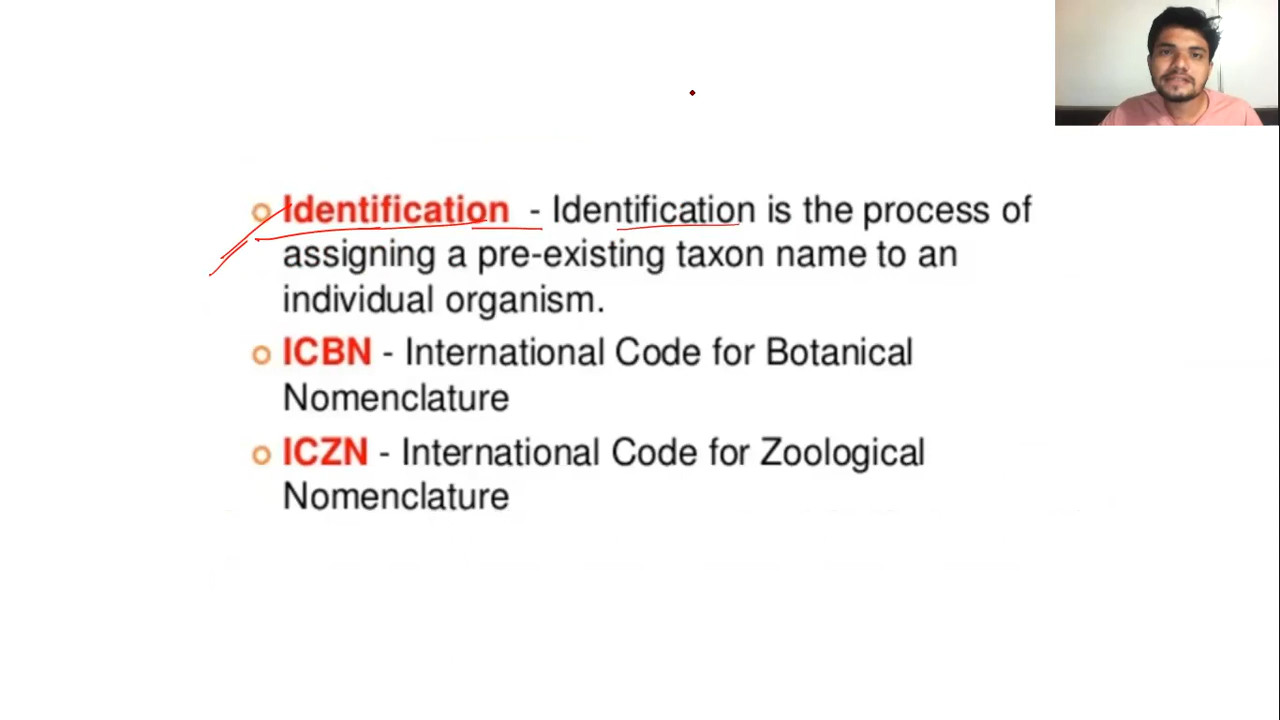 Identification - Identification is the process of
assigning a pre-existing taxon name to an
individual organism.
ICBN - International Code for Botanical
Nomenclature
ICZN - International Code for Zoological
Nomenclature